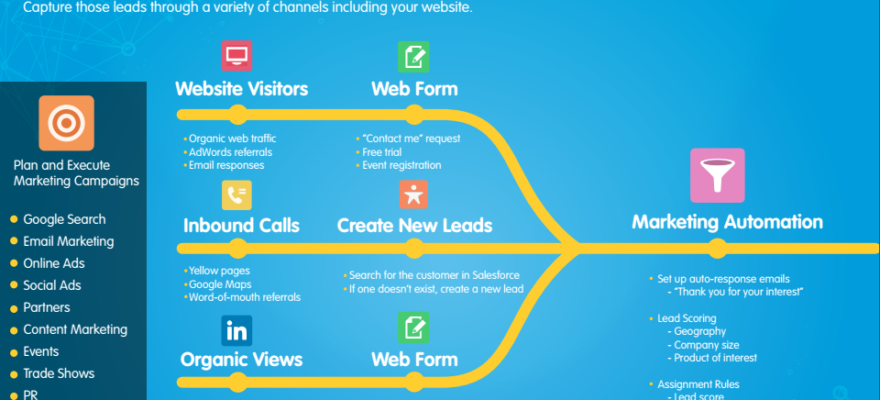 Capture those leads through a variety of channels including your website.
Plan and Execute
Marketing Campaigns
• Google Search
• Email Marketing
• Online Ads
• Social Ads
• Partners
• Content Marketing
• Events
• Trade Shows
• PR
Website Visitors
• Organic web traffic
• AdWords referrals
• Email responses
Web Form
• "Contact me" request
• Free trial
• Event registration
Inbound Calls
• Yellow pages
• Google Maps
• Word-of-mouth referrals
Create New Leads
• Search for the customer in Salesforce
• If one doesn't exist, create a new lead
in
Organic Views
Web Form
Marketing Automation
• Set up auto-response emails
- "Thank you for your interest"
• Lead Scoring
- Geography
- Company size
- Product of interest
• Assignment Rules
- Lead score